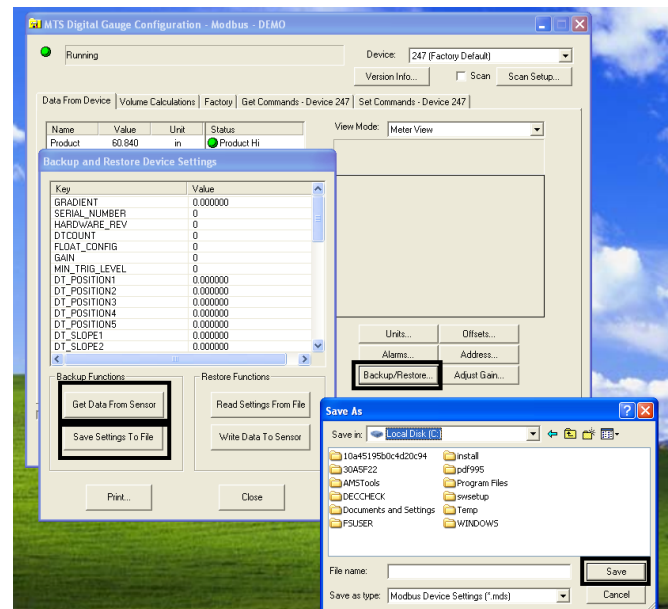 MTS Digital Gauge Configuration - Modbus - DEMO
Running
Device: 247 (Factory Default)
Version Info... Scan Scan Setup...
Data From Device Volume Calculations Factory Get Commands - Device 247 Set Commands - Device 247
Name Value Unit Status
Product 60.840 in Product Hi
View Mode: Meter View
Backup and Restore Device Settings
Key Value
GRADIENT 0.000000
SERIAL_NUMBER 0
HARDWARE_REV 0
DTCOUNT 0
FLOAT_CONFIG 0
GAIN 0
MIN_TRIG_LEVEL 0
DT_POSITION1 0.000000
DT_POSITION2 0.000000
DT_POSITION3 0.000000
DT_POSITION4 0.000000
DT_POSITION5 0.000000
DT_SLOPE1 0.000000
DT_SLOPE2 0.000000
Units... Offsets...
Alarms... Address...
Backup/Restore... Adjust Gain...
Backup Functions Restore Functions
Get Data From Sensor Read Settings From File
Save Settings To File Write Data To Sensor
Print... Close
Save As
Save in: Local Disk (C:)
10a45195b0c4d20c94 install
30A5F22 pdf995
AMSTools Program Files
DECCHECK swsetup
Documents and Settings Temp
FSUSER WINDOWS
File name: Save
Save as type: Modbus Device Settings (*.mds) Cancel